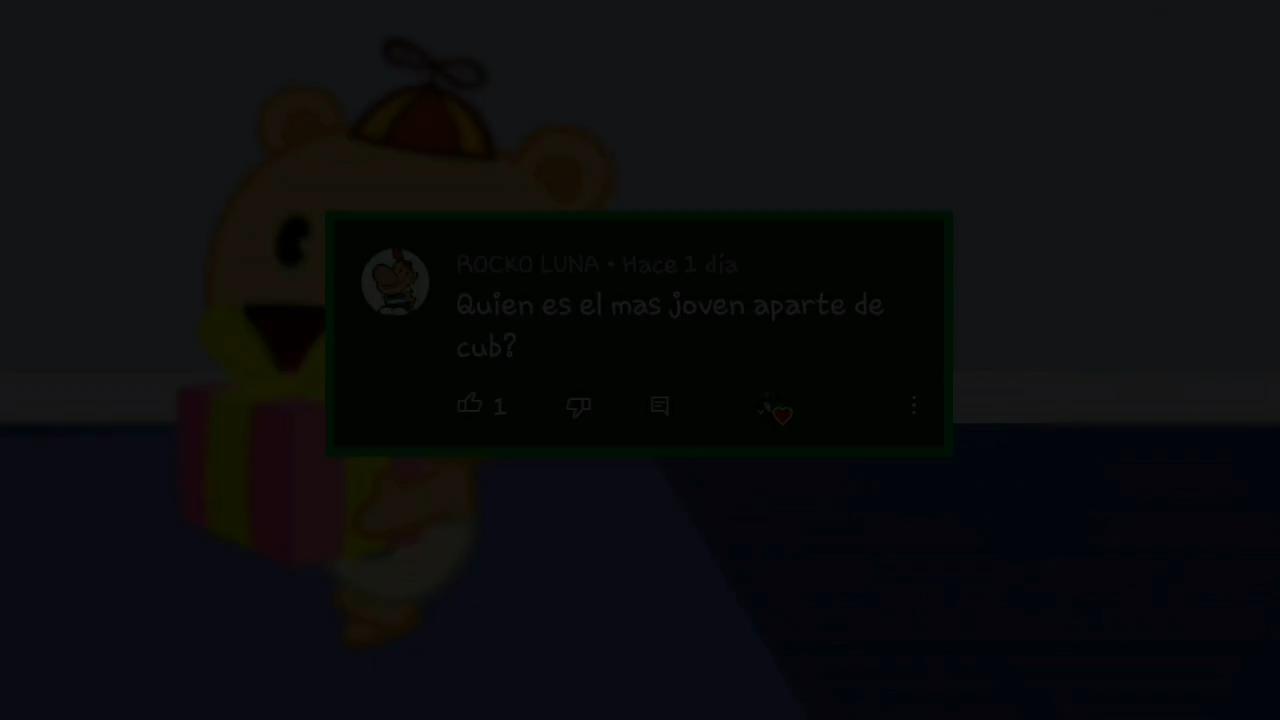 ROCKO LUNA • Hace 1 día
Quien es el mas joven aparte de
cub?
1